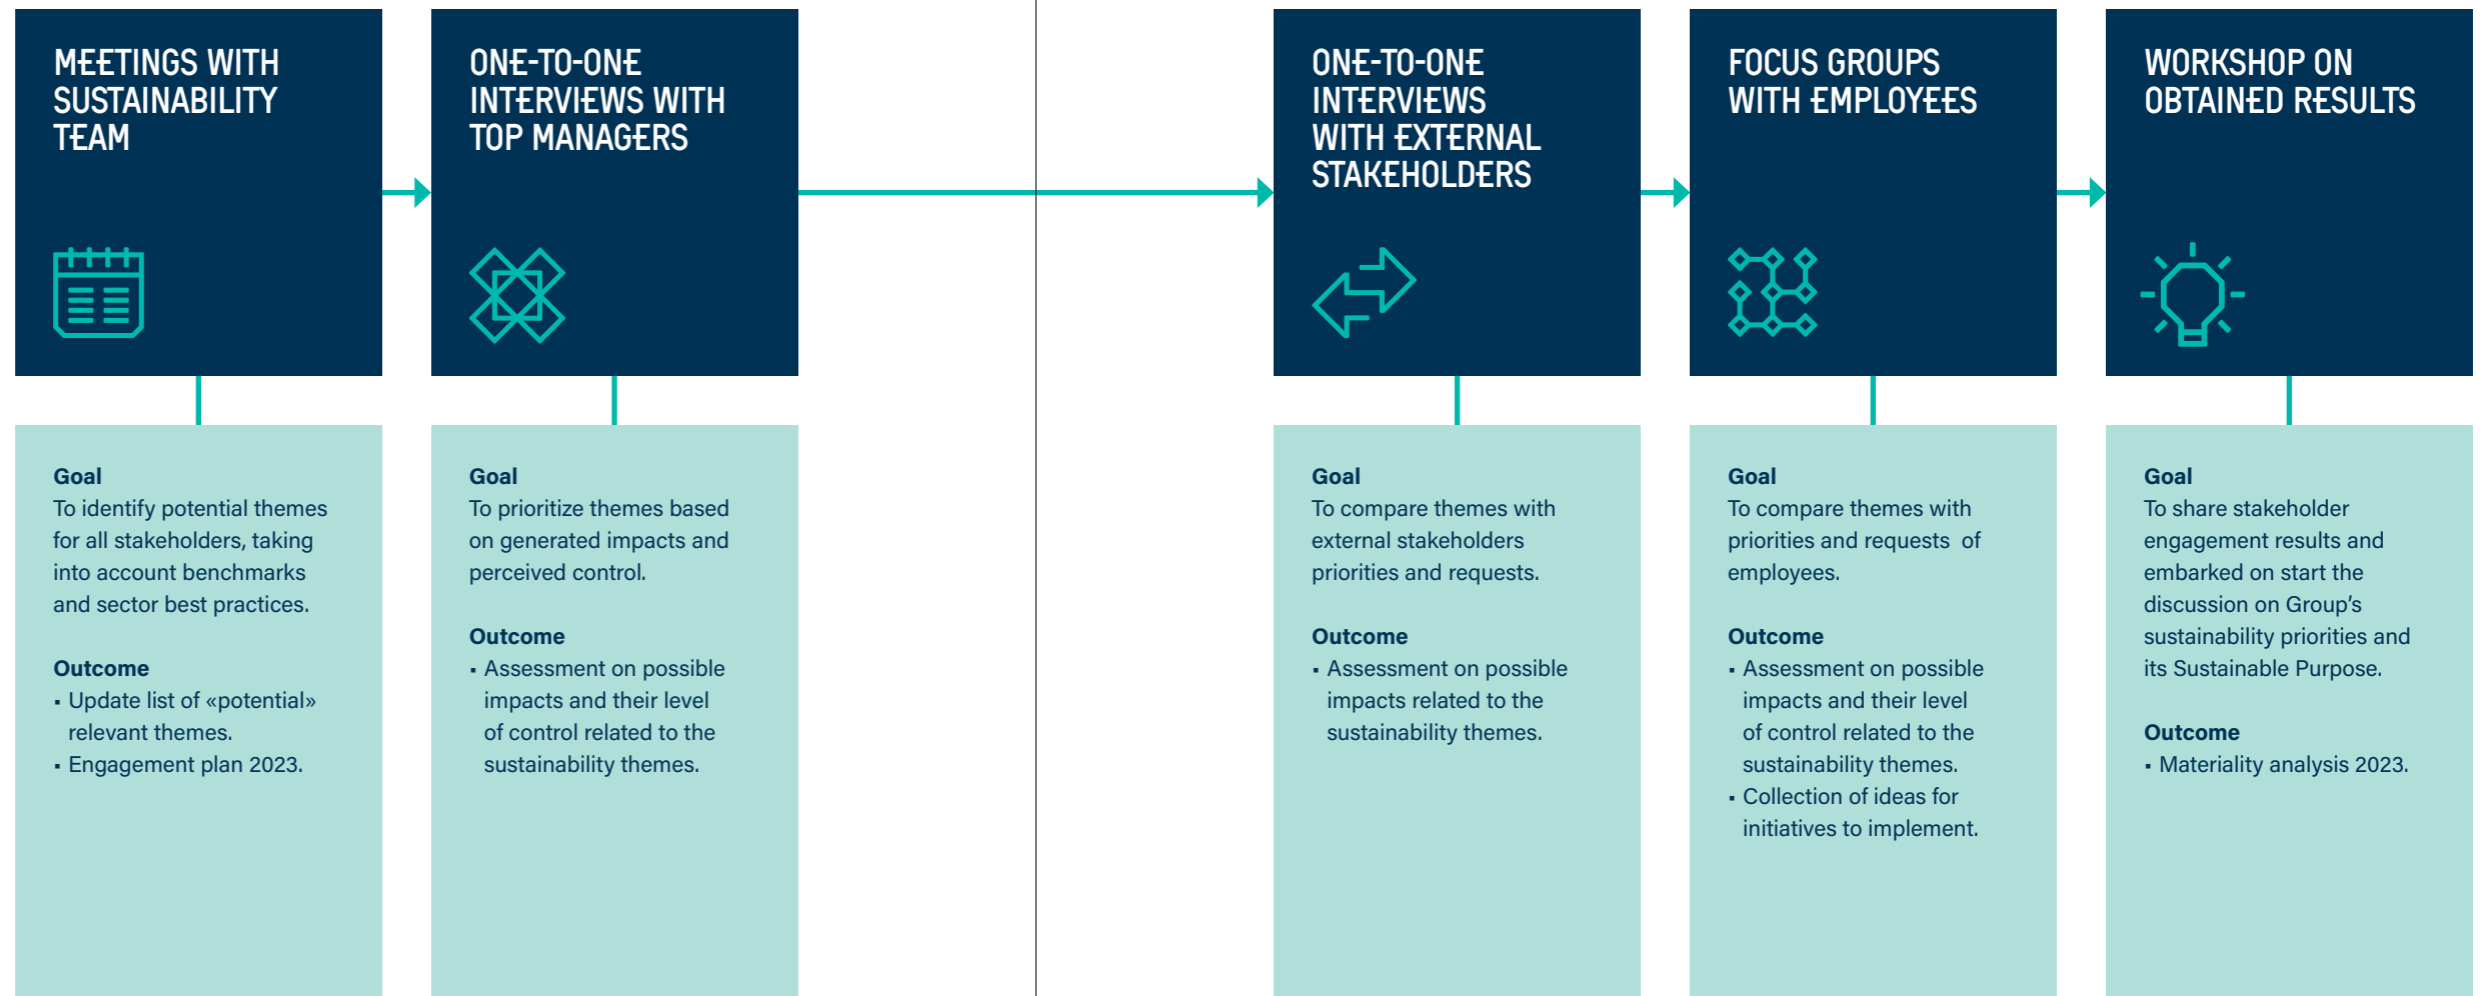 MEETINGS WITH
SUSTAINABILITY
TEAM
ONE-TO-ONE
INTERVIEWS WITH
TOP MANAGERS
ONE-TO-ONE
INTERVIEWS
WITH EXTERNAL
STAKEHOLDERS
FOCUS GROUPS
WITH EMPLOYEES
WORKSHOP ON
OBTAINED RESULTS
Goal
To identify potential themes
for all stakeholders, taking
into account benchmarks
and sector best practices.
Outcome
▪ Update list of «potential»
relevant themes.
▪ Engagement plan 2023.
Goal
To prioritize themes based
on generated impacts and
perceived control.
Outcome
▪ Assessment on possible
impacts and their level
of control related to the
sustainability themes.
Goal
To compare themes with
external stakeholders
priorities and requests.
Outcome
▪ Assessment on possible
impacts related to the
sustainability themes.
Goal
To compare themes with
priorities and requests of
employees.
Outcome
▪ Assessment on possible
impacts and their level
of control related to the
sustainability themes.
▪ Collection of ideas for
initiatives to implement.
Goal
To share stakeholder
engagement results and
embarked on start the
discussion on Group's
sustainability priorities and
its Sustainable Purpose.
Outcome
▪ Materiality analysis 2023.